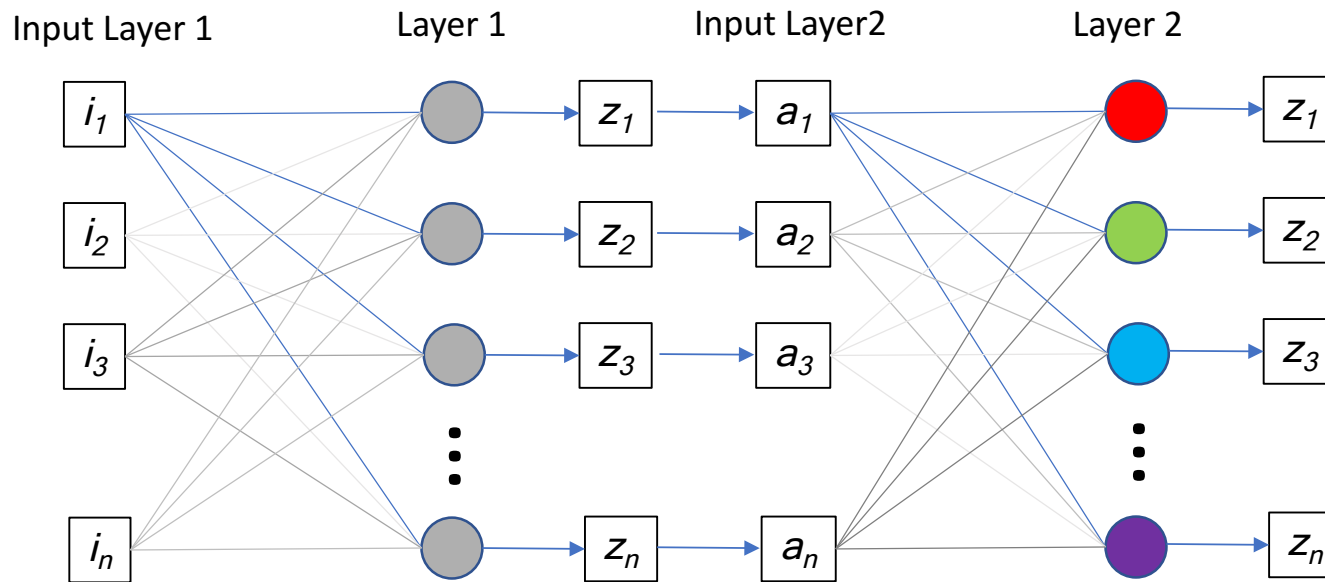 Input Layer 1 Layer 1 Input Layer2 Layer 2
i1 z1 a1 z1
i2 z2 a2 z2
i3 z3 a3 z3
in zn an zn